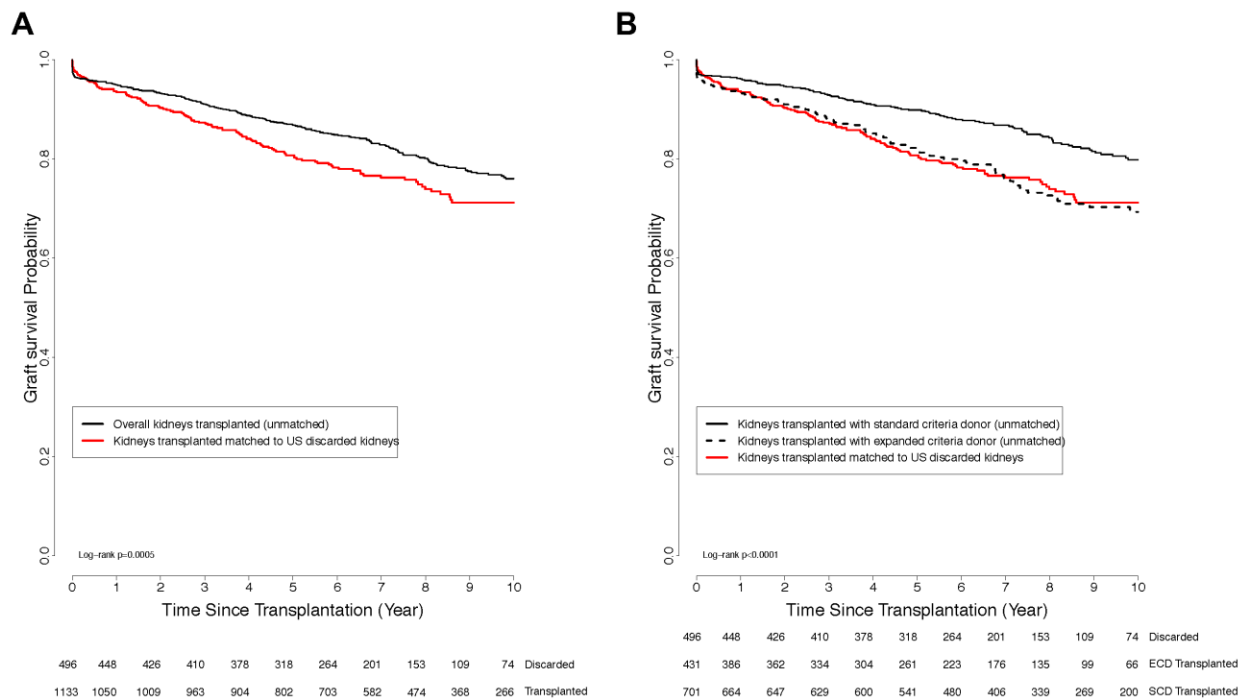 A
1.0
0.8
0.6
0.4
0.2
0.0
Graft survival Probability
Overall kidneys transplanted (unmatched)
Kidneys transplanted matched to US discarded kidneys
Log-rank p=0.0005
0 1 2 3 4 5 6 7 8 9 10
Time Since Transplantation (Year)
496 448 426 410 378 318 264 201 153 109 74 Discarded
1133 1050 1009 963 904 802 703 582 474 368 266 Transplanted
B
1.0
0.8
0.6
0.4
0.2
0.0
Graft survival Probability
Kidneys transplanted with standard criteria donor (unmatched)
Kidneys transplanted with expanded criteria donor (unmatched)
Kidneys transplanted matched to US discarded kidneys
Log-rank p<0.0001
0 1 2 3 4 5 6 7 8 9 10
Time Since Transplantation (Year)
496 448 426 410 378 318 264 201 153 109 74 Discarded
431 386 362 334 304 261 223 176 135 99 66 ECD Transplanted
701 664 647 629 600 541 480 406 339 269 200 SCD Transplanted